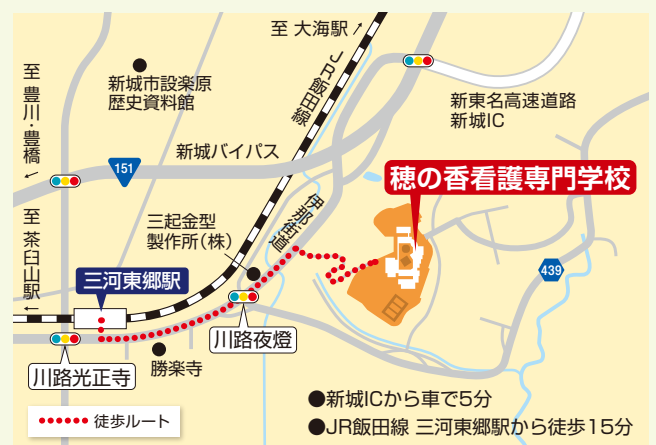 至 大海駅
至 豊川・豊橋
新城市設楽原
歴史資料館
JR飯田線
新東名高速道路
新城IC
151
新城バイパス
穂の香看護専門学校
至 茶臼山駅
三起金型
製作所(株)
伊那街道
439
三河東郷駅
川路夜燈
川路光正寺
勝楽寺
●新城ICから車で5分
●JR飯田線 三河東郷駅から徒歩15分
徒歩ルート